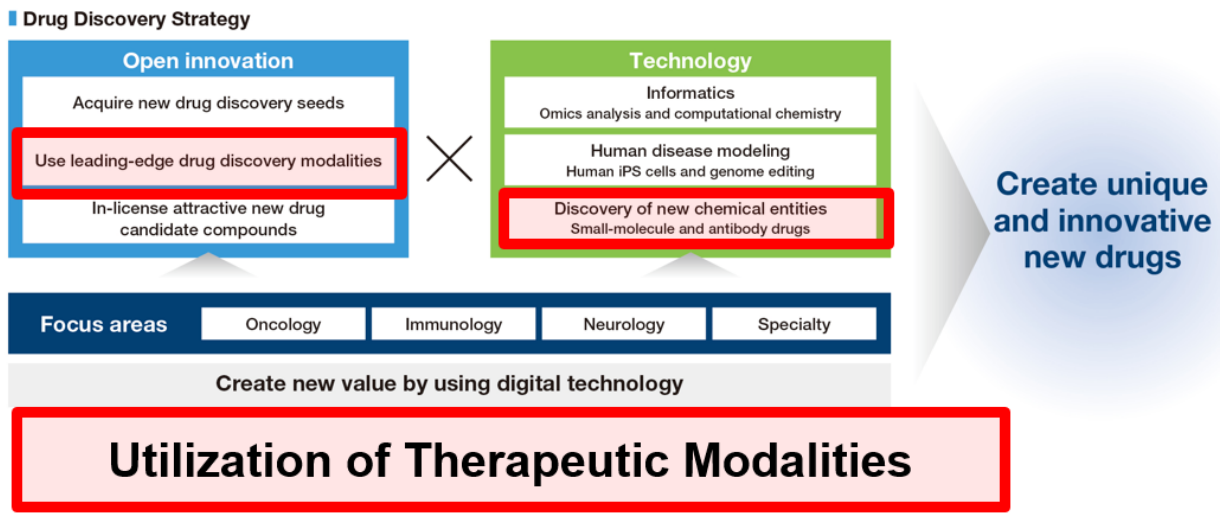 Drug Discovery Strategy
Open innovation
Acquire new drug discovery seeds
Use leading-edge drug discovery modalities
In-license attractive new drug
candidate compounds
Technology
Informatics
Omics analysis and computational chemistry
Human disease modeling
Human iPS cells and genome editing
Discovery of new chemical entities
Small-molecule and antibody drugs
Create unique
and innovative
new drugs
Focus areas
Oncology
Immunology
Neurology
Specialty
Create new value by using digital technology
Utilization of Therapeutic Modalities